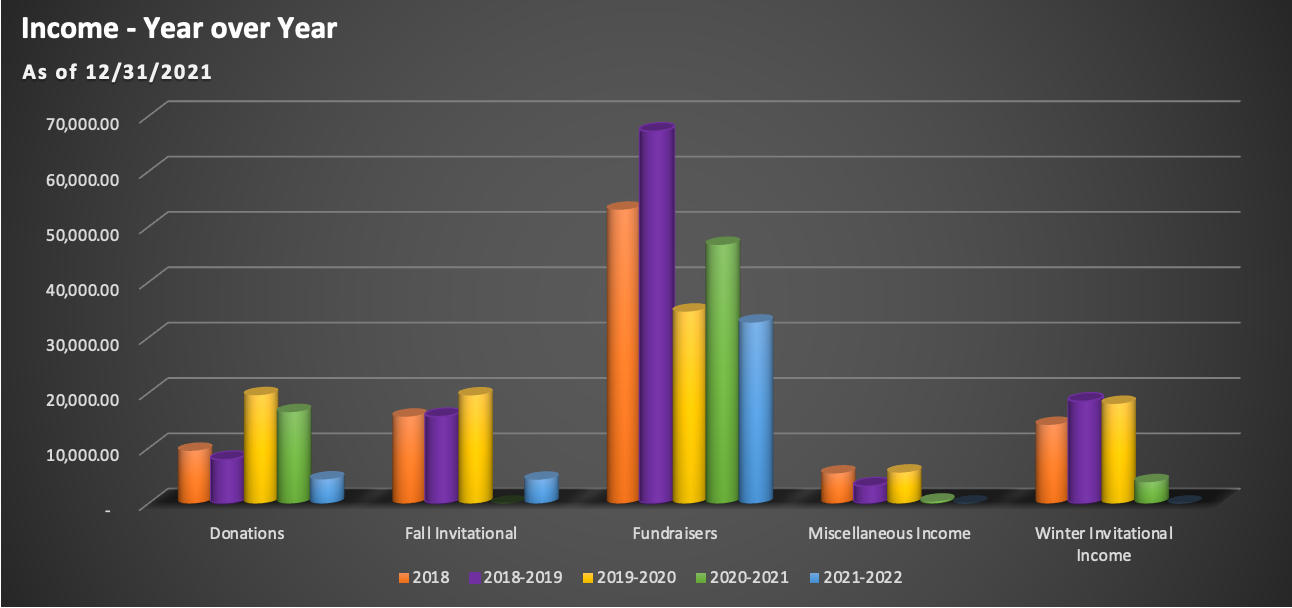 Income - Year over Year
As of 12/31/2021
70,000.00
60,000.00
50,000.00
40,000.00
30,000.00
20,000.00
10,000.00
-
Donations
Fall Invitational
Fundraisers
Miscellaneous Income
Winter Invitational
Income
2018
2018-2019
2019-2020
2020-2021
2021-2022